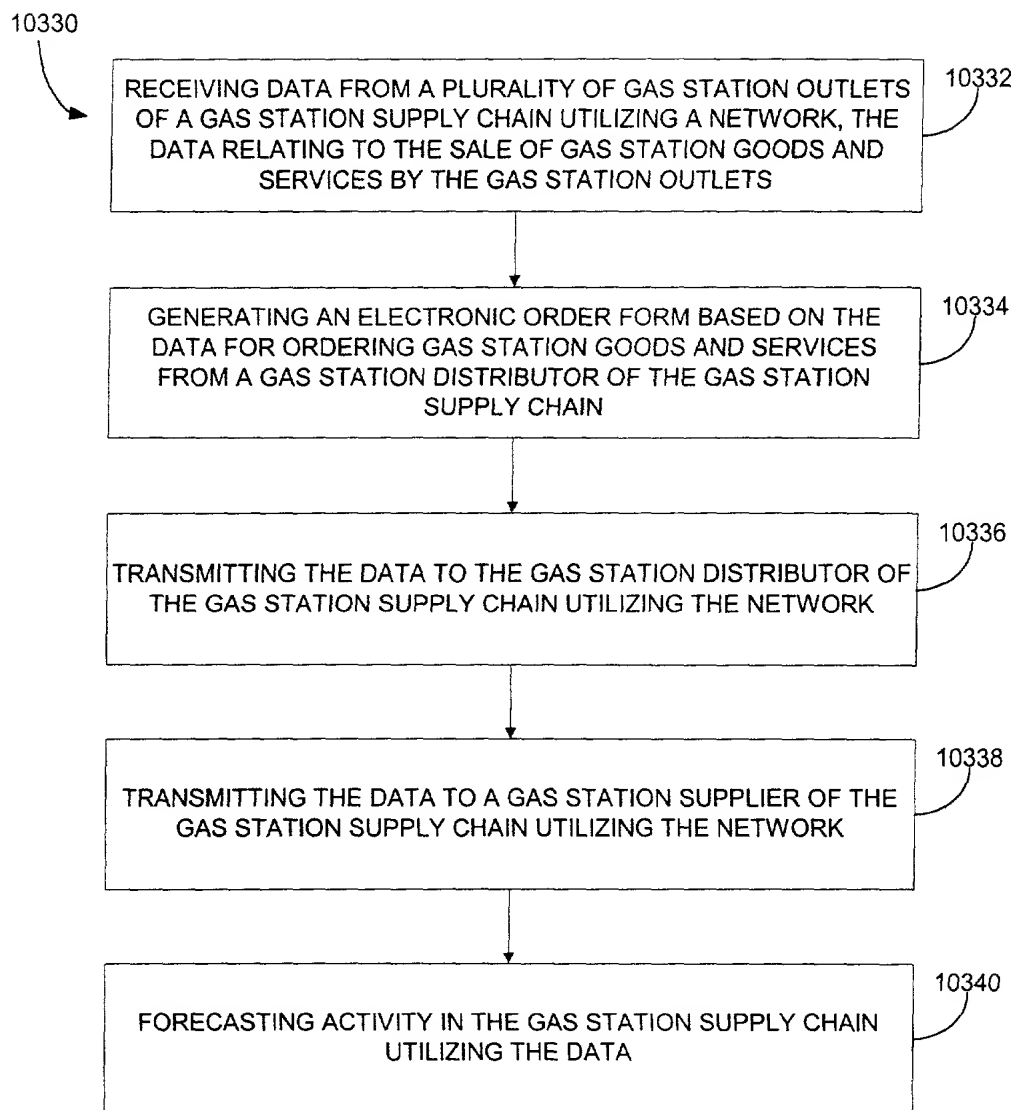 10330
RECEIVING DATA FROM A PLURALITY OF GAS STATION OUTLETS
OF A GAS STATION SUPPLY CHAIN UTILIZING A NETWORK, THE
DATA RELATING TO THE SALE OF GAS STATION GOODS AND
SERVICES BY THE GAS STATION OUTLETS
10332
GENERATING AN ELECTRONIC ORDER FORM BASED ON THE
DATA FOR ORDERING GAS STATION GOODS AND SERVICES
FROM A GAS STATION DISTRIBUTOR OF THE GAS STATION
SUPPLY CHAIN
10334
TRANSMITTING THE DATA TO THE GAS STATION DISTRIBUTOR OF
THE GAS STATION SUPPLY CHAIN UTILIZING THE NETWORK
10336
TRANSMITTING THE DATA TO A GAS STATION SUPPLIER OF THE
GAS STATION SUPPLY CHAIN UTILIZING THE NETWORK
10338
FORECASTING ACTIVITY IN THE GAS STATION SUPPLY CHAIN
UTILIZING THE DATA
10340